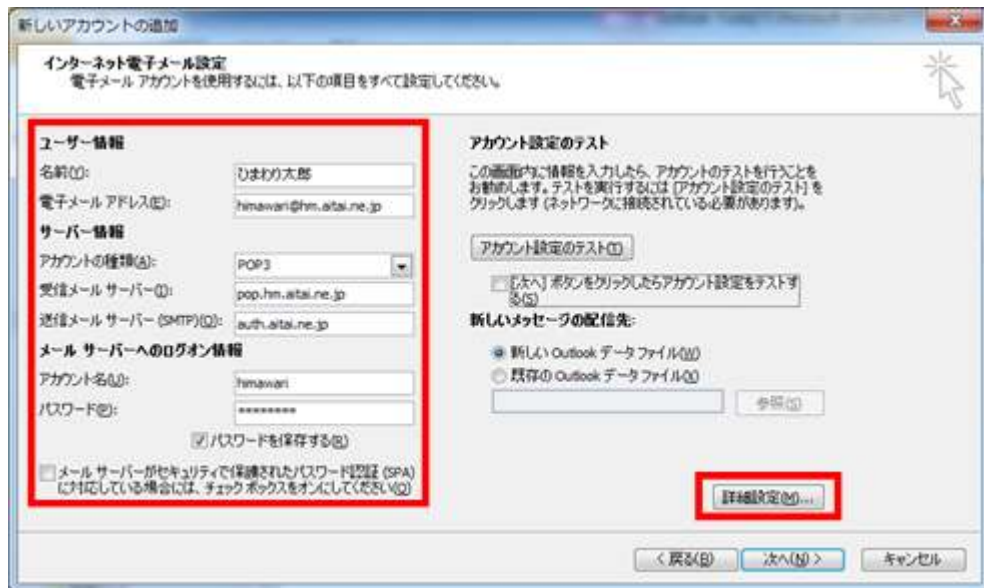 新しいアカウントの追加
インターネット電子メール設定
電子メール アカウントを使用するには、以下の項目をすべて設定してください。
ユーザー情報
名前(Y):
ひまわり太郎
電子メール アドレス(E):
himawari@hm.aitai.ne.jp
サーバー情報
アカウントの種類(A):
POP3
受信メール サーバー(I):
pop.hm.aitai.ne.jp
送信メール サーバー (SMTP)(O):
auth.aitai.ne.jp
メール サーバーへのログオン情報
アカウント名(U):
himawari
パスワード(P):
********
パスワードを保存する(R)
メール サーバーがセキュリティで保護されたパスワード認証 (SPA)
に対応している場合には、チェック ボックスをオンにしてください(Q)
アカウント設定のテスト
この画面内に情報を入力したら、アカウントのテストを行うことを
お勧めします。テストを実行するには [アカウント設定のテスト] を
クリックします (ネットワークに接続されている必要があります)。
アカウント設定のテスト(T)
[次へ] ボタンをクリックしたらアカウント設定をテストす
る(S)
新しいメッセージの配信先:
新しい Outlook データ ファイル(W)
既存の Outlook データ ファイル(X)
参照(S)
詳細設定(M)...
< 戻る(B)
次へ(N) >
キャンセル